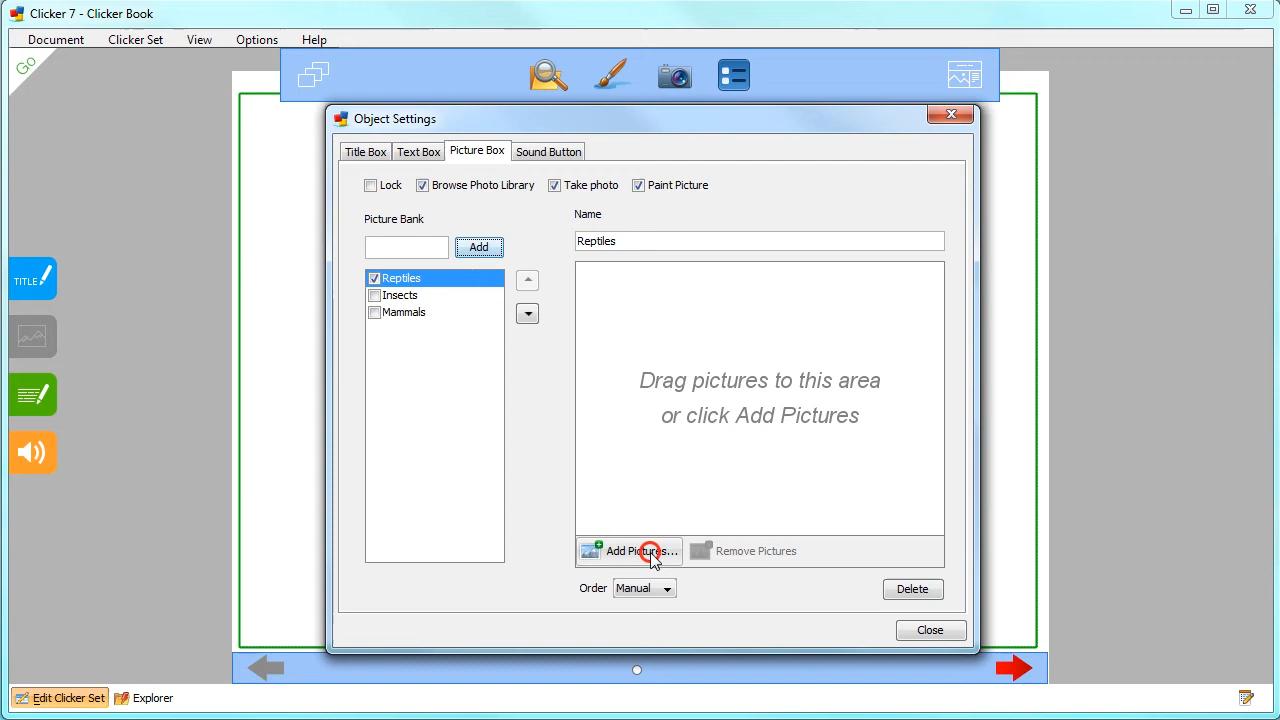 Clicker 7 - Clicker Book
Document Clicker Set View Options Help
Go
Object Settings
Title Box Text Box Picture Box Sound Button
Lock Browse Photo Library Take photo Paint Picture
Picture Bank
Name
Add
Reptiles
Reptiles
Insects
Mammals
TITLE
Drag pictures to this area
or click Add Pictures
Add Pictures... Remove Pictures
Order Manual Delete
Close
Edit Clicker Set Explorer